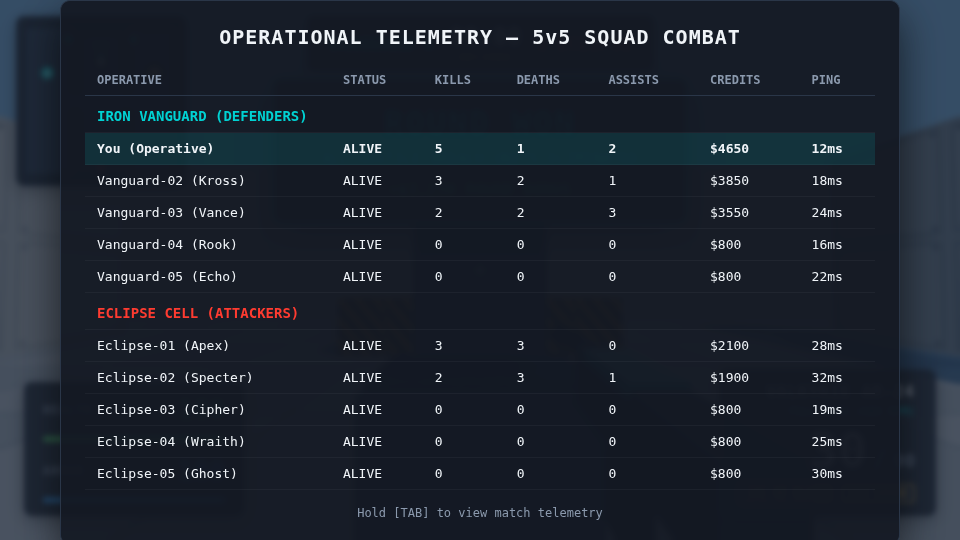 OPERATIONAL TELEMETRY — 5v5 SQUAD COMBAT
OPERATIVE STATUS KILLS DEATHS ASSISTS CREDITS PING
IRON VANGUARD (DEFENDERS)
You (Operative) ALIVE 5 1 2 $4650 12ms
Vanguard-02 (Kross) ALIVE 3 2 1 $3850 18ms
Vanguard-03 (Vance) ALIVE 2 2 3 $3550 24ms
Vanguard-04 (Rook) ALIVE 0 0 0 $800 16ms
Vanguard-05 (Echo) ALIVE 0 0 0 $800 22ms
ECLIPSE CELL (ATTACKERS)
Eclipse-01 (Apex) ALIVE 3 3 0 $2100 28ms
Eclipse-02 (Specter) ALIVE 2 3 1 $1900 32ms
Eclipse-03 (Cipher) ALIVE 0 0 0 $800 19ms
Eclipse-04 (Wraith) ALIVE 0 0 0 $800 25ms
Eclipse-05 (Ghost) ALIVE 0 0 0 $800 30ms
Hold [TAB] to view match telemetry